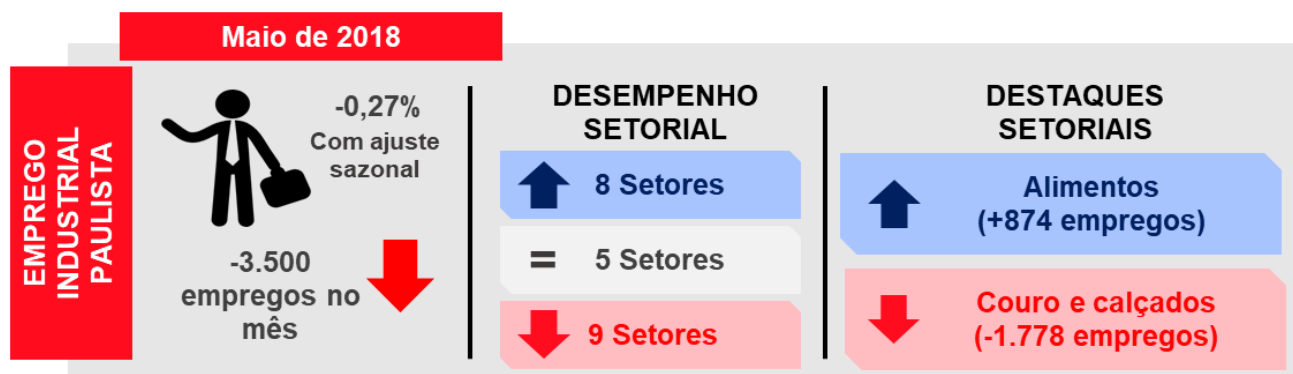 Maio de 2018
EMPREGO
INDUSTRIAL
PAULISTA
-0,27%
Com ajuste
sazonal
-3.500
empregos no
mês
DESEMPENHO
SETORIAL
8 Setores
= 5 Setores
9 Setores
DESTAQUES
SETORIAIS
Alimentos
(+874 empregos)
Couro e calçados
(-1.778 empregos)